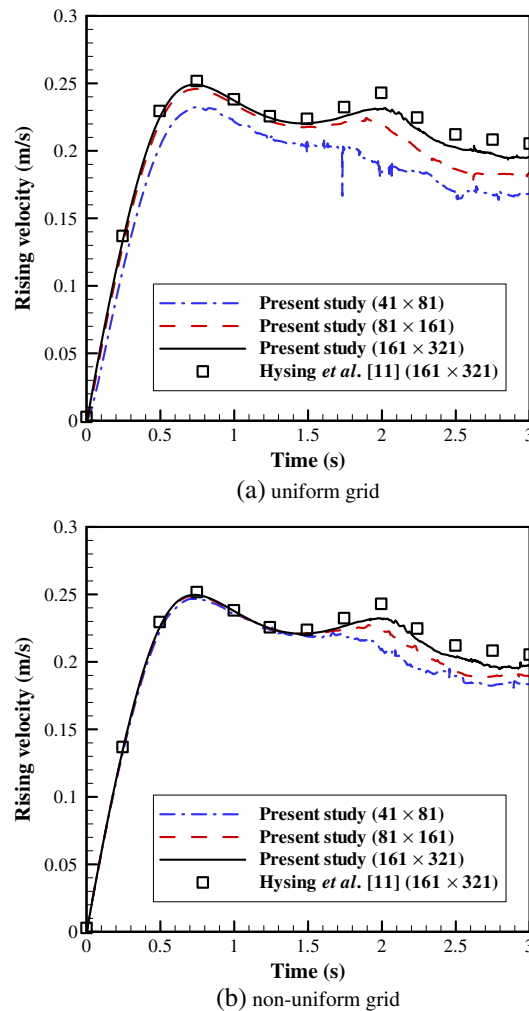 0.3
0.25
0.2
0.15
0.1
0.05
0
Rising velocity (m/s)
Present study (41 × 81)
Present study (81 × 161)
Present study (161 × 321)
Hysing et al. [11] (161 × 321)
0 0.5 1 1.5 2 2.5 3
Time (s)
(a) uniform grid
0.3
0.25
0.2
0.15
0.1
0.05
0
Rising velocity (m/s)
Present study (41 × 81)
Present study (81 × 161)
Present study (161 × 321)
Hysing et al. [11] (161 × 321)
0 0.5 1 1.5 2 2.5 3
Time (s)
(b) non-uniform grid